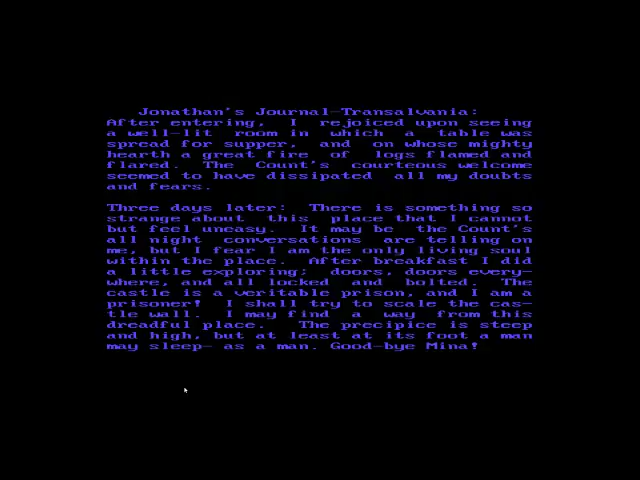 Jonathan's Journal-Transalvania:
After entering, I rejoiced upon seeing
a well-lit room in which a table was
spread for supper, and on whose mighty
hearth a great fire of logs flamed and
flared. The Count's courteous welcome
seemed to have dissipated all my doubts
and fears.
Three days later: There is something so
strange about this place that I cannot
but feel uneasy. It may be the Count's
all night conversations are telling on
me, but I fear I am the only living soul
within the place. After breakfast I did
a little exploring; doors, doors every-
where, and all locked and bolted. The
castle is a veritable prison, and I am a
prisoner! I shall try to scale the cas-
tle wall. I may find a way from this
dreadful place. The precipice is steep
and high, but at least at its foot a man
may sleep- as a man. Good-bye Mina!